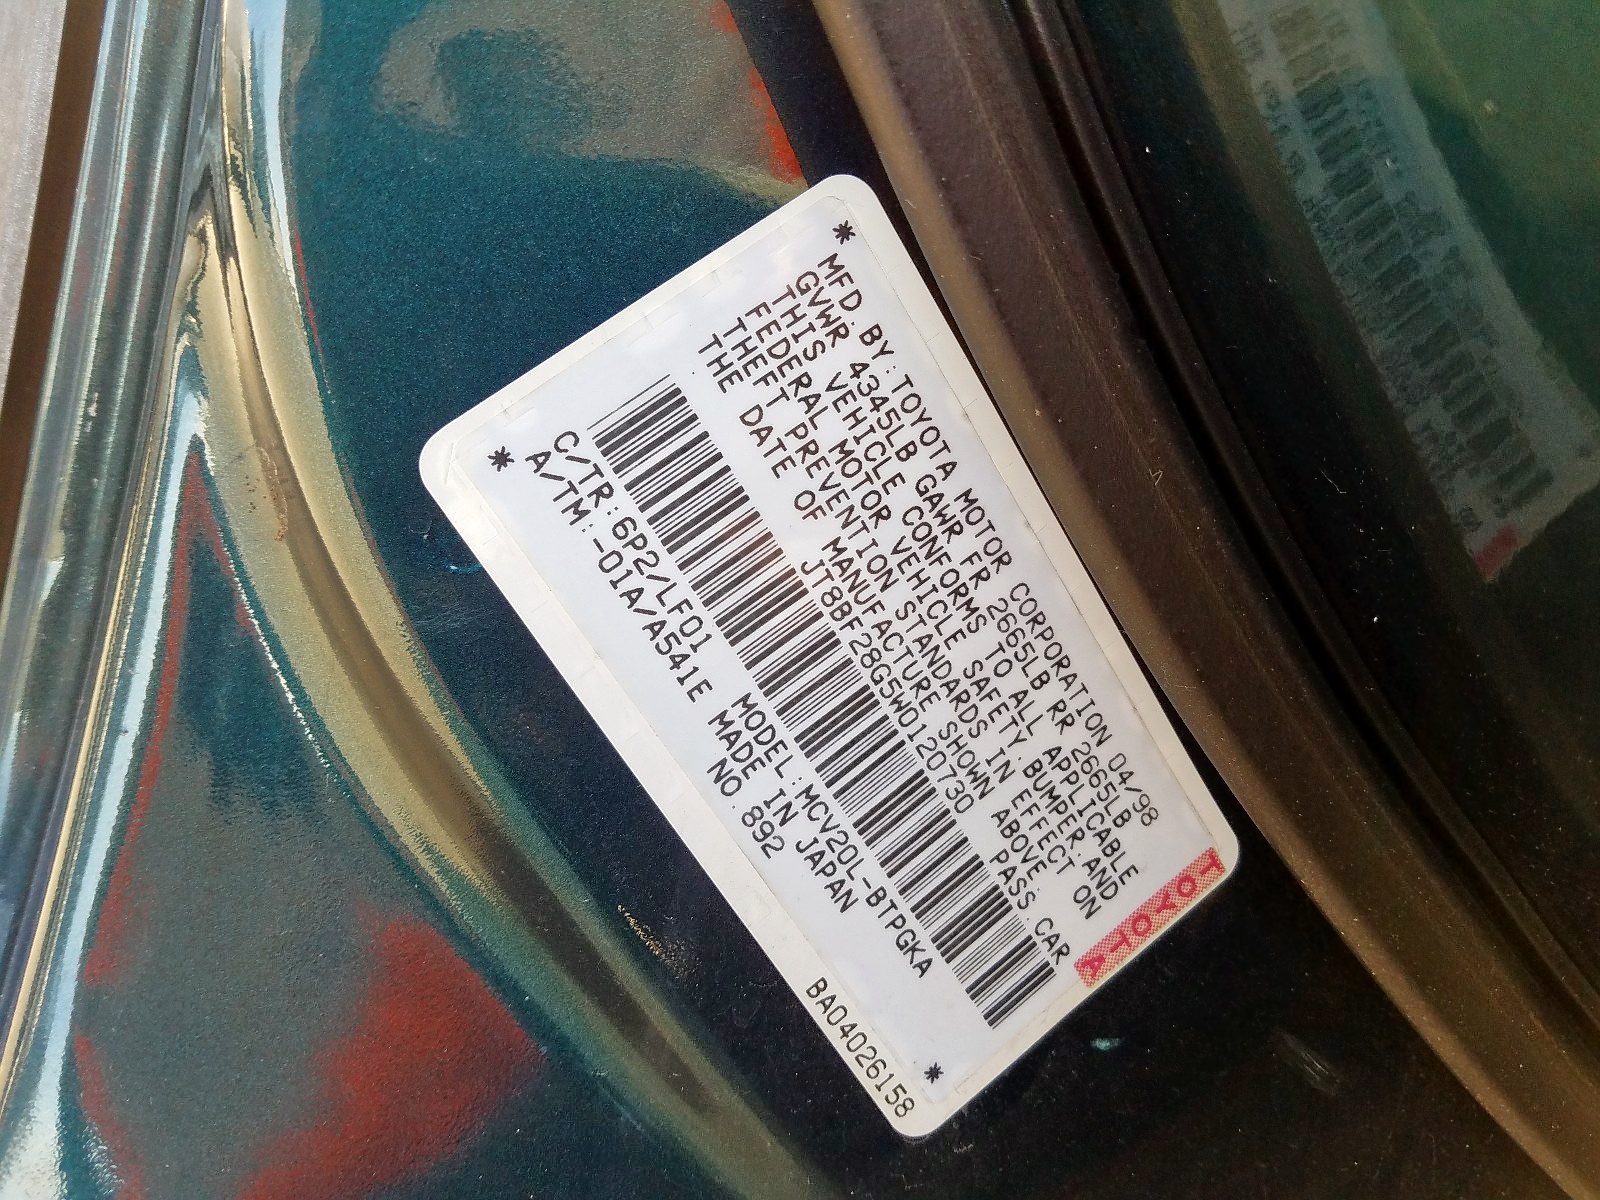 MFD. BY: TOYOTA MOTOR CORPORATION 04/98
GVWR 4345LB GAWR FR 2665LB RR 2665LB
THIS VEHICLE CONFORMS TO ALL APPLICABLE
FEDERAL MOTOR VEHICLE SAFETY, BUMPER, AND
THEFT PREVENTION STANDARDS IN EFFECT ON
THE DATE OF MANUFACTURE SHOWN ABOVE.
JT8BF28G5W0120730 PASS. CAR
C/TR:6P2/LF01 MODEL:MCV20L-BTPGKA
A/TM:-01A/A541E MADE IN JAPAN
NO. 892
BA04026158
TOYOTA